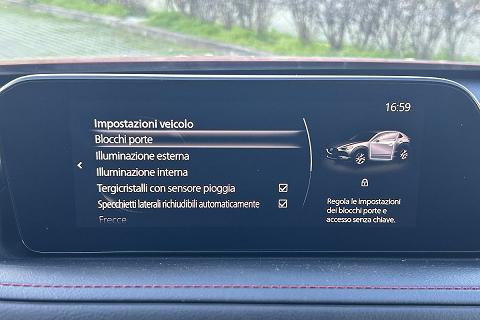 16:59
Impostazioni veicolo
Blocchi porte
Illuminazione esterna
Illuminazione interna
Tergicristalli con sensore pioggia
Specchietti laterali richiudibili automaticamente
Frecce
Regola le impostazioni
dei blocchi porte e
accesso senza chiave.